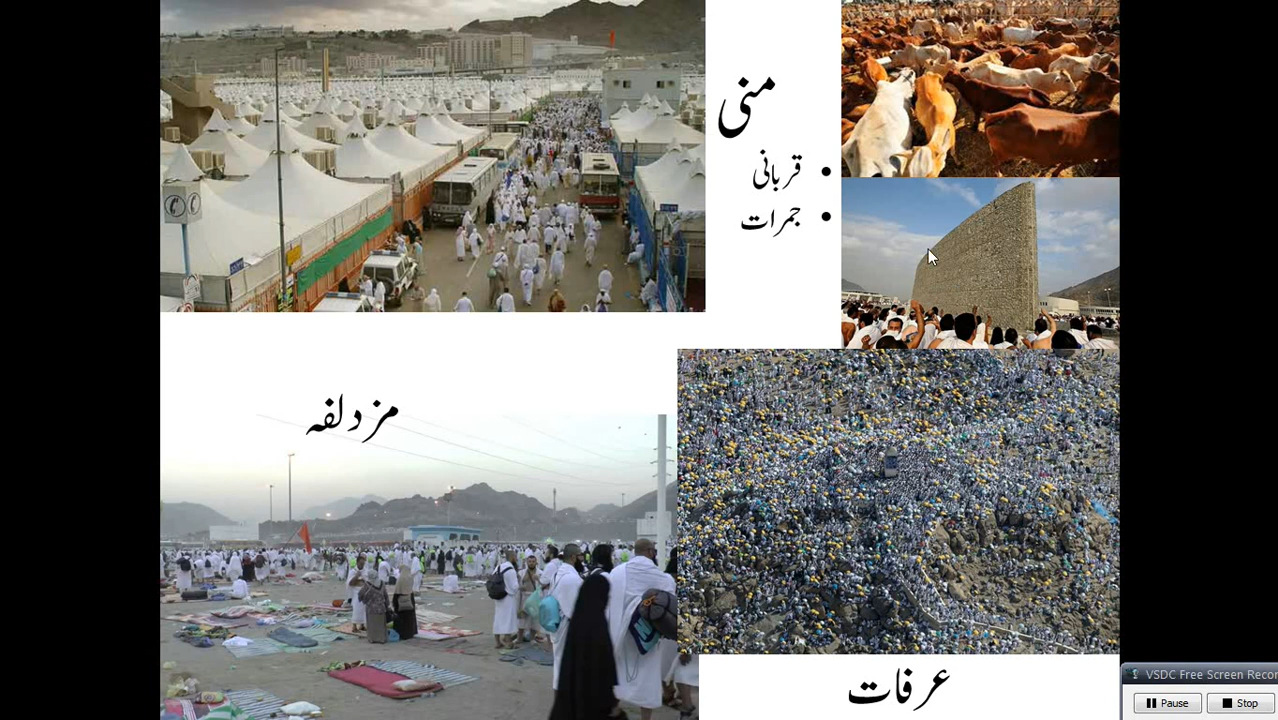 منی
• قربانی
• جمرات
مزدلفہ
عرفات
VSDC Free Screen Recor
Pause
Stop